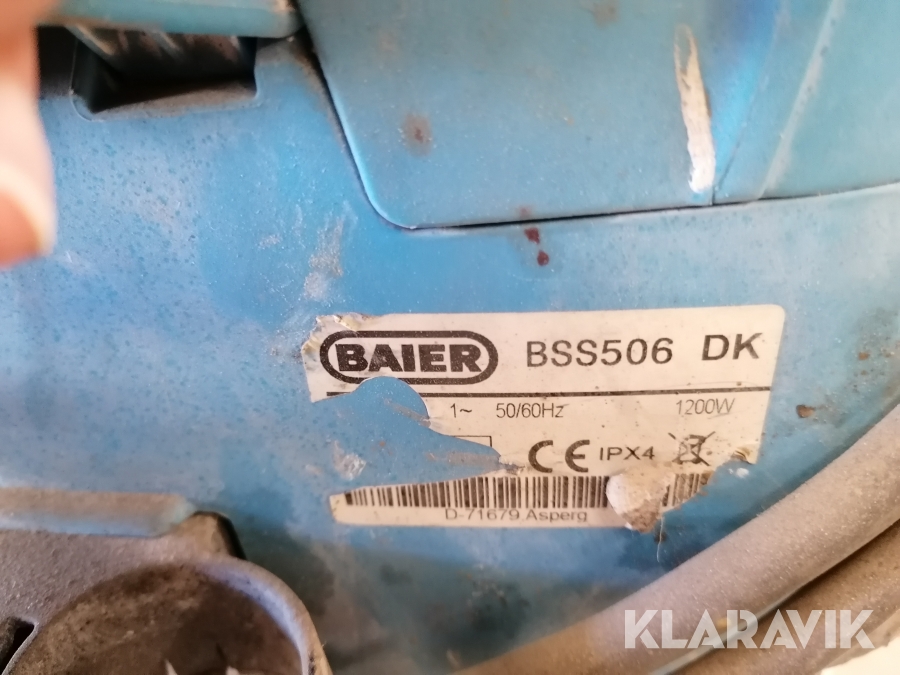 BAIER BSS506 DK
1~ 50/60Hz 1200W
CE IPX4
D-71679 Asperg
KLARAVIK